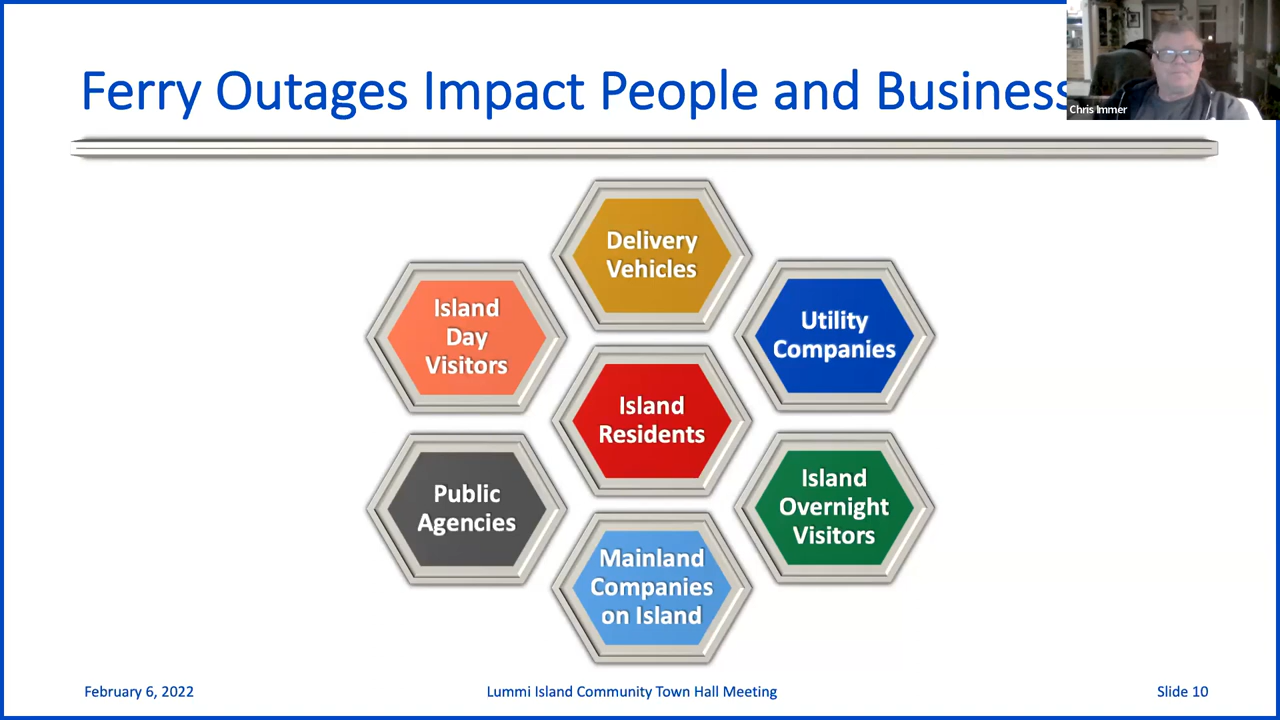 Ferry Outages Impact People and Business
Chris Immer
Delivery
Vehicles
Island
Day
Visitors
Utility
Companies
Island
Residents
Public
Agencies
Island
Overnight
Visitors
Mainland
Companies
on Island
February 6, 2022
Lummi Island Community Town Hall Meeting
Slide 10